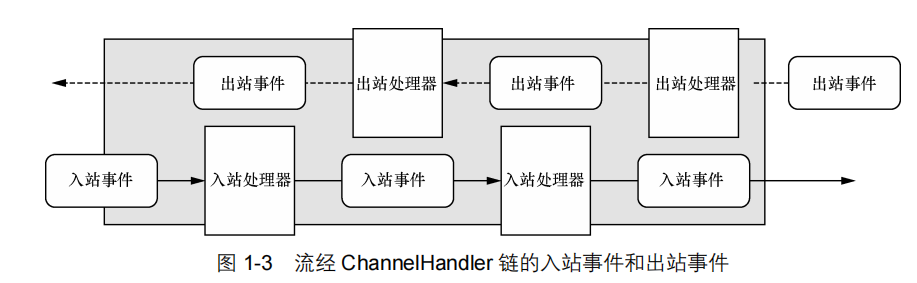 出站事件 出站处理器 出站事件 出站处理器 出站事件
入站事件 入站处理器 入站事件 入站处理器 入站事件
图 1-3 流经 ChannelHandler 链的入站事件和出站事件